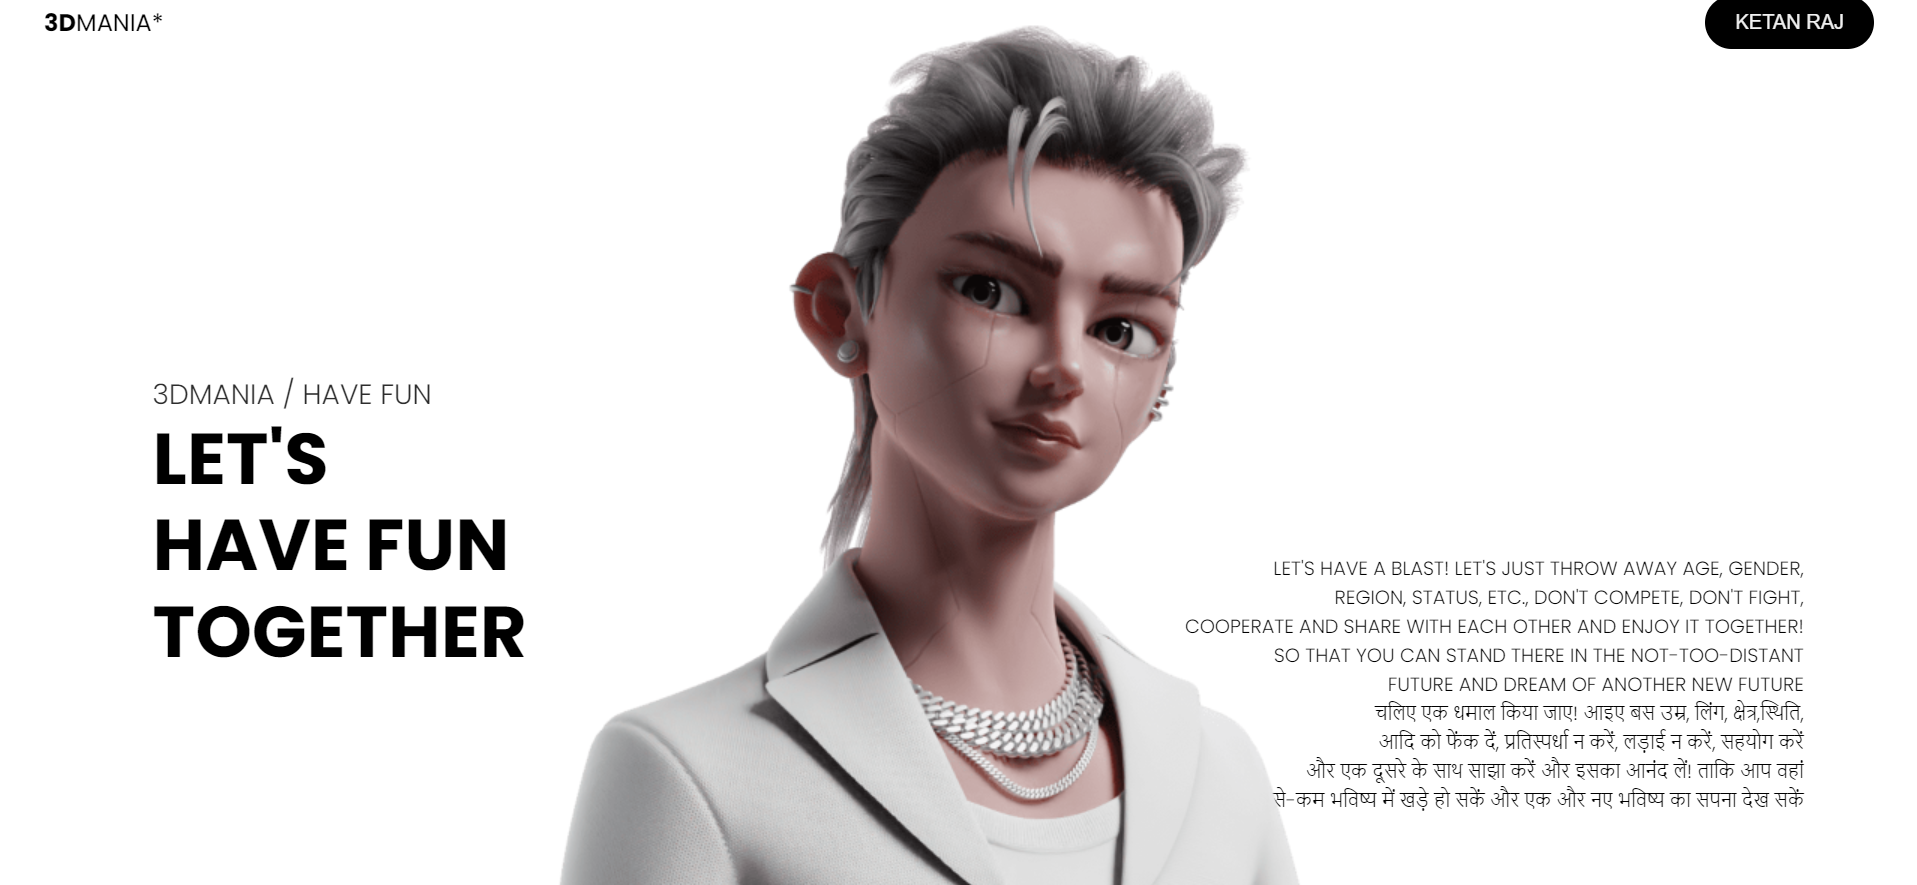 3DMANIA*
KETAN RAJ
3DMANIA / HAVE FUN
LET'S
HAVE FUN
TOGETHER
LET'S HAVE A BLAST! LET'S JUST THROW AWAY AGE, GENDER,
REGION, STATUS, ETC., DON'T COMPETE, DON'T FIGHT,
COOPERATE AND SHARE WITH EACH OTHER AND ENJOY IT TOGETHER!
SO THAT YOU CAN STAND THERE IN THE NOT-TOO-DISTANT
FUTURE AND DREAM OF ANOTHER NEW FUTURE
चलिए एक धमाल किया जाए! आइए बस उम्र, लिंग, क्षेत्र,स्थिति,
आदि को फेंक दें, प्रतिस्पर्धा न करें, लड़ाई न करें, सहयोग करें
और एक दूसरे के साथ साझा करें और इसका आनंद लें! ताकि आप वहां
से-कम भविष्य में खड़े हो सकें और एक और नए भविष्य का सपना देख सकें